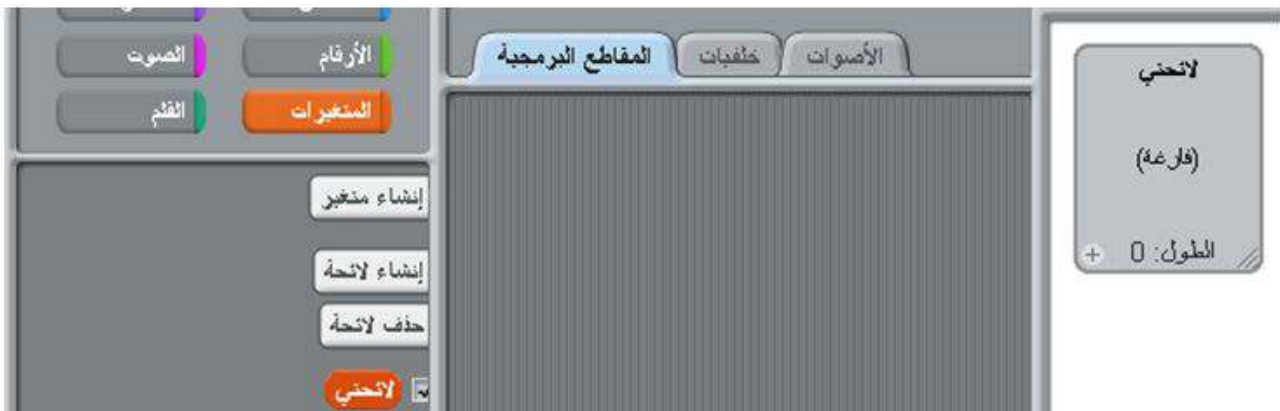 الأرقام
الصوت
المتغيرات
القلم
إنشاء متغير
إنشاء لائحة
حذف لائحة
لائحتي
الأصوات
خلفيات
المقاطع البرمجية
لائحتي
(فارغة)
الطول: 0
+